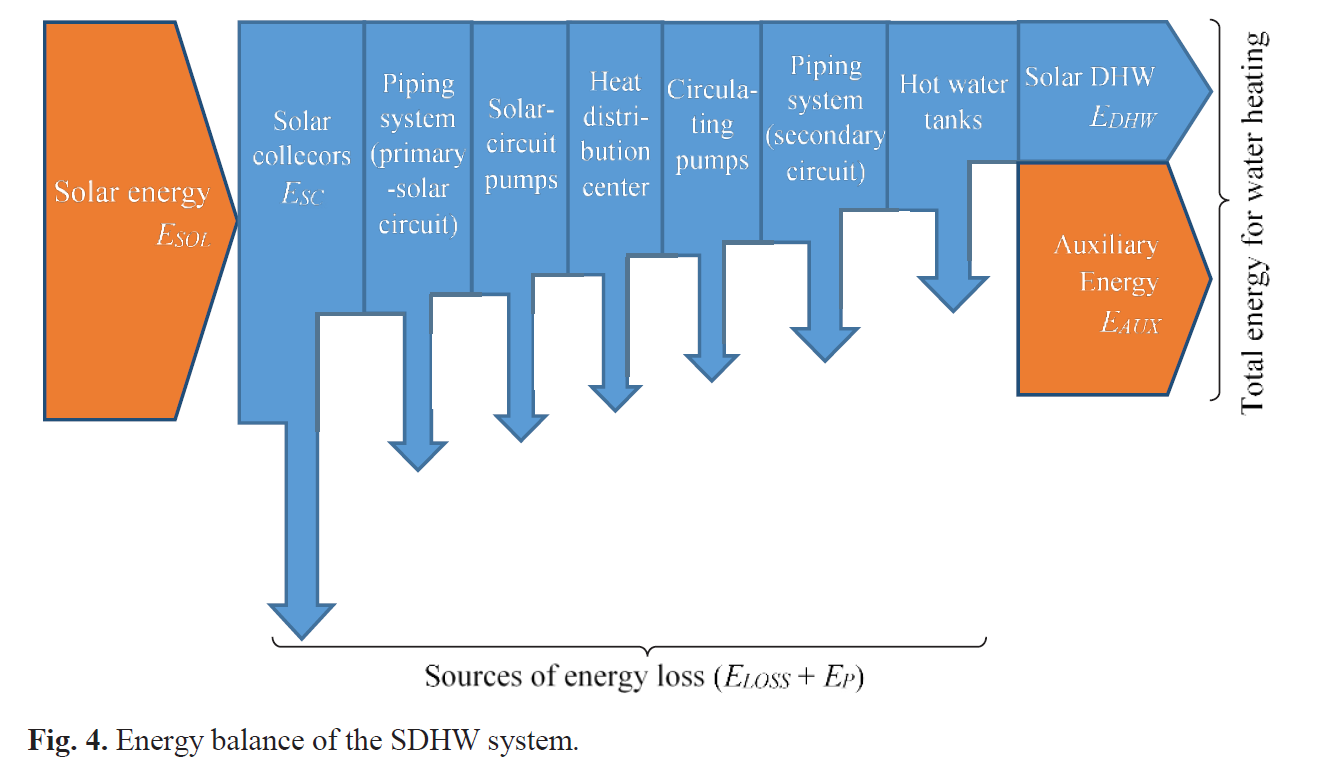 Solar energy
ESOL
Solar
collecors
ESC
Piping
system
(primary
-solar
circuit)
Solar-
circuit
pumps
Heat
distri-
bution
center
Circula-
ting
pumps
Piping
system
(secondary
circuit)
Hot water
tanks
Solar DHW
EDHW
Auxiliary
Energy
EAUX
Total energy for water heating
Sources of energy loss (ELOSS + EP)
Fig. 4. Energy balance of the SDHW system.